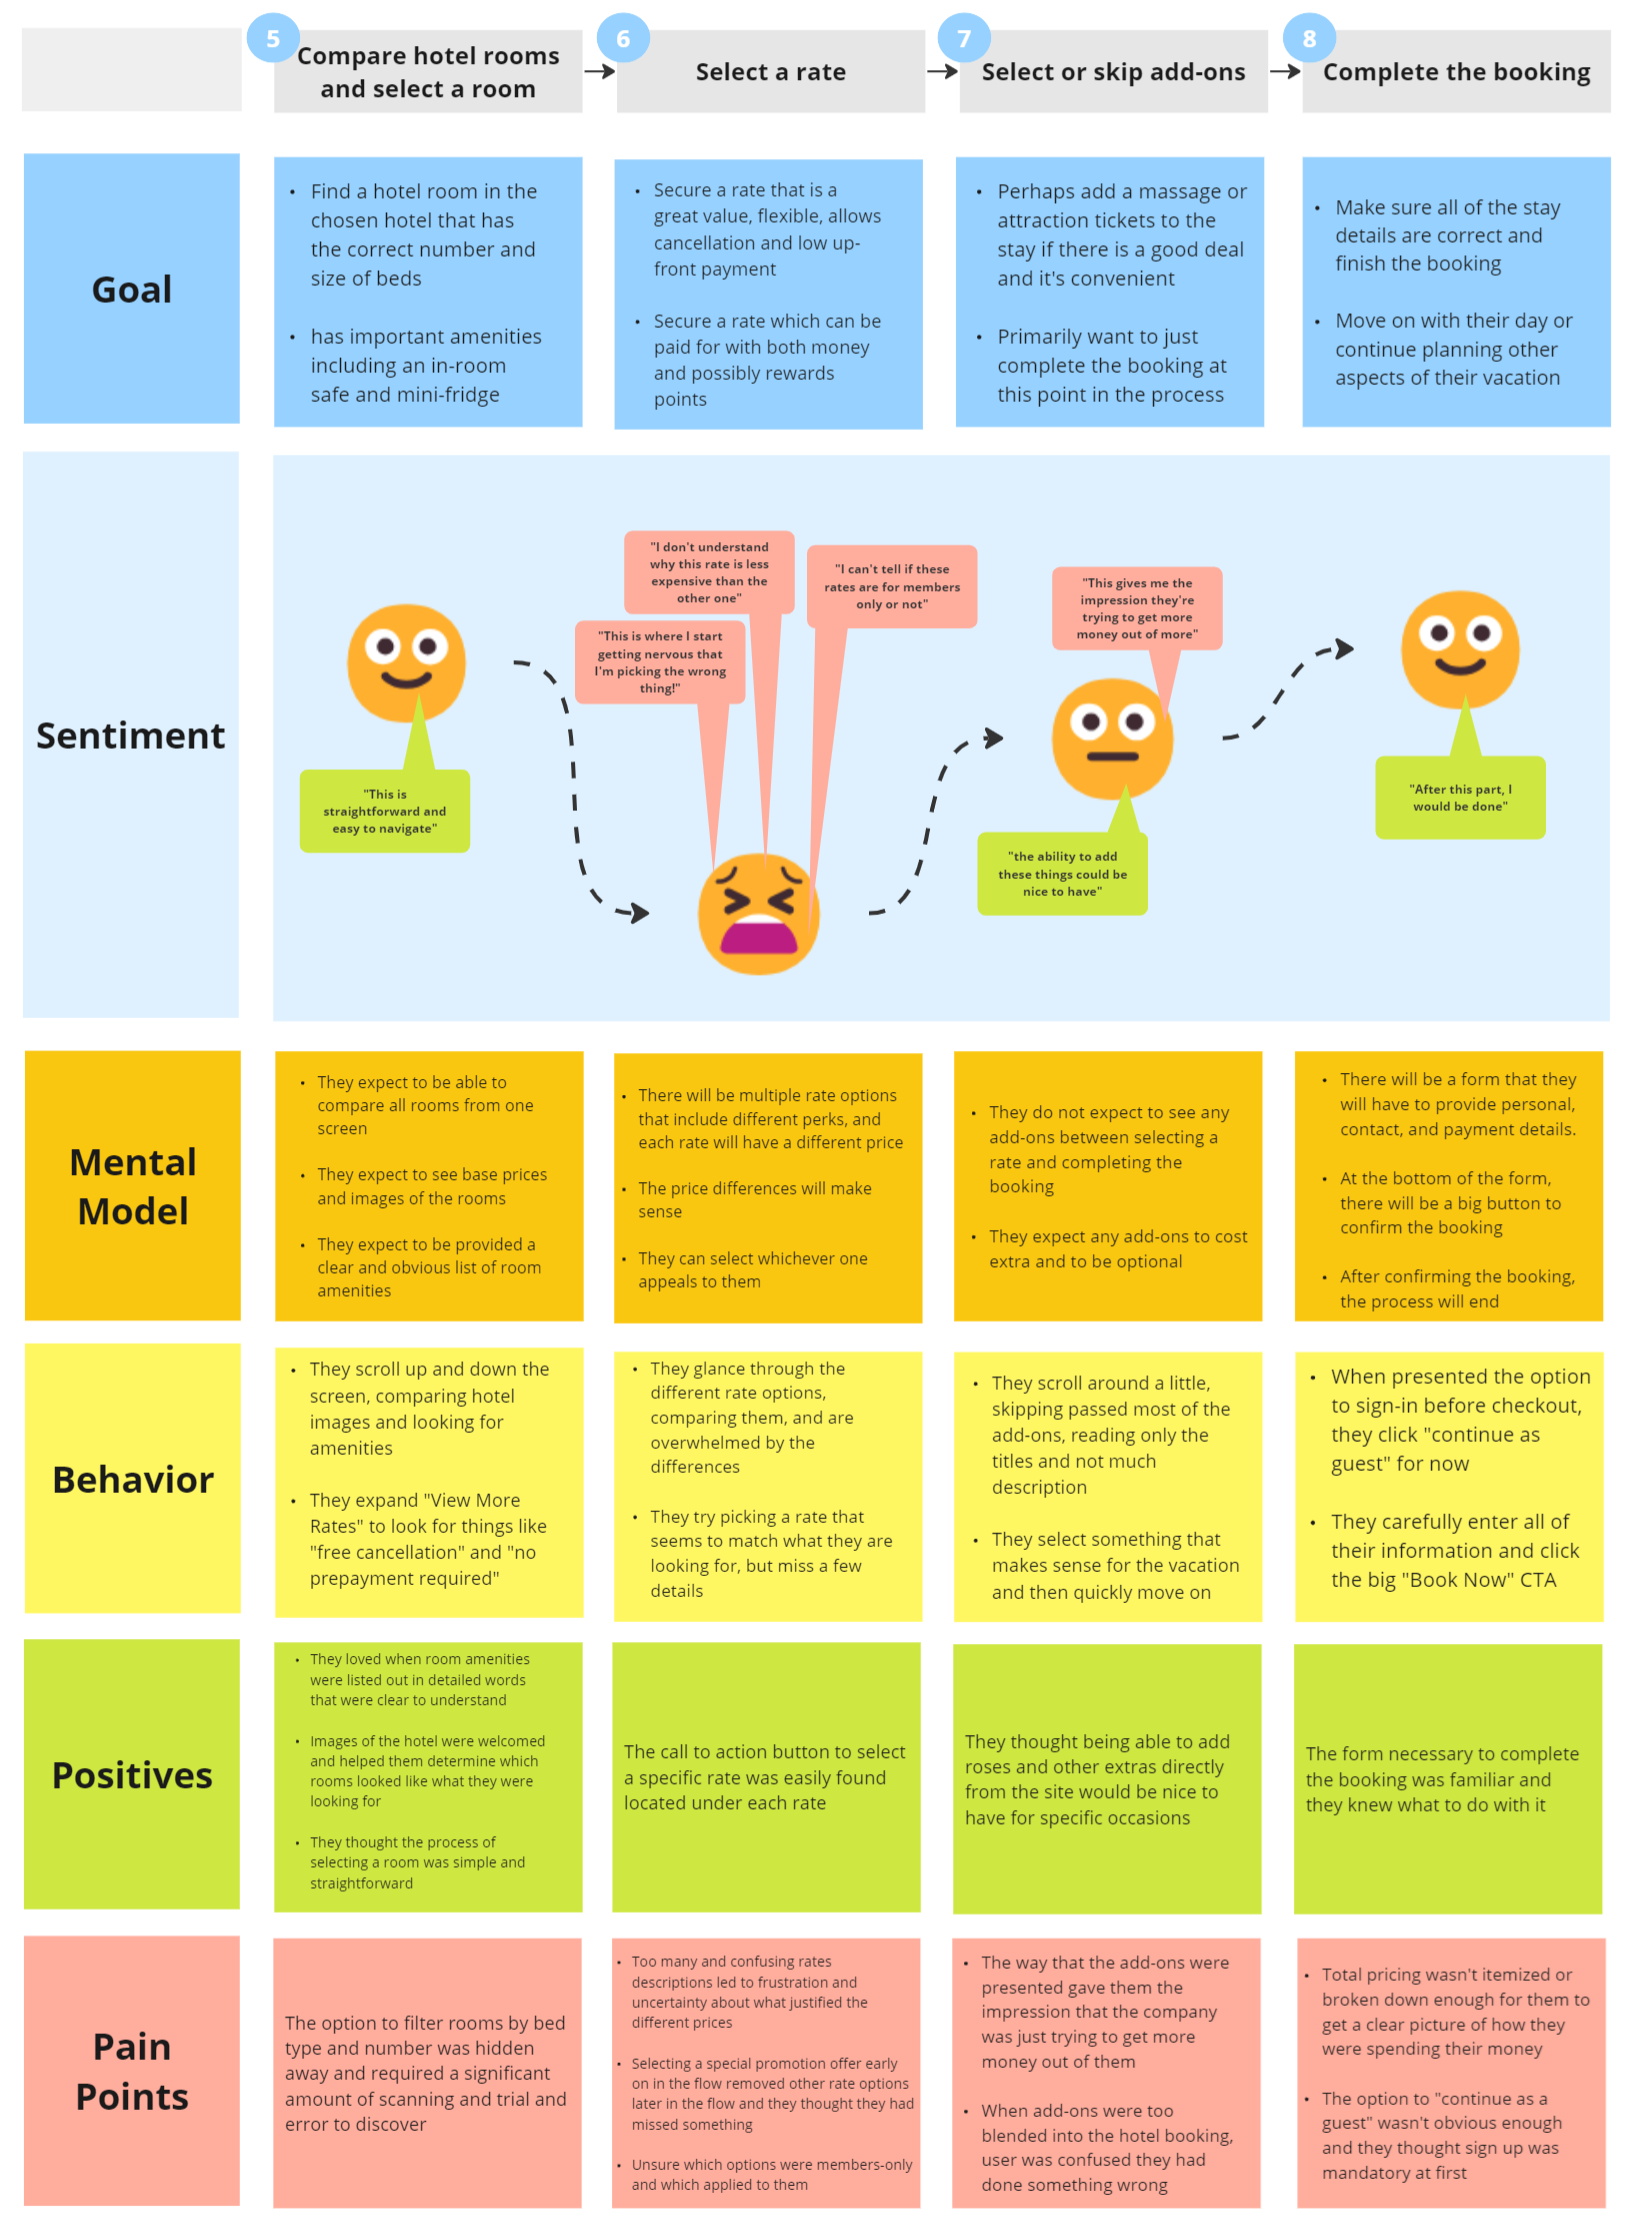 5
Compare hotel rooms
and select a room
6
Select a rate
7
Select or skip add-ons
8
Complete the booking
Goal
• Find a hotel room in the
chosen hotel that has
the correct number and
size of beds
• has important amenities
including an in-room
safe and mini-fridge
• Secure a rate that is a
great value, flexible, allows
cancellation and low up-
front payment
• Secure a rate which can be
paid for with both money
and possibly rewards
points
• Perhaps add a massage or
attraction tickets to the
stay if there is a good deal
and it's convenient
• Primarily want to just
complete the booking at
this point in the process
• Make sure all of the stay
details are correct and
finish the booking
• Move on with their day or
continue planning other
aspects of their vacation
Sentiment
"This is
straightforward and
easy to navigate"
"This is where I start
getting nervous that
I'm picking the wrong
thing!"
"I don't understand
why this rate is less
expensive than the
other one"
"I can't tell if these
rates are for members
only or not"
"This gives me the
impression they're
trying to get more
money out of more"
"the ability to add
these things could be
nice to have"
"After this part, I
would be done"
Mental
Model
• They expect to be able to
compare all rooms from one
screen
• They expect to see base prices
and images of the rooms
• They expect to be provided a
clear and obvious list of room
amenities
• There will be multiple rate options
that include different perks, and
each rate will have a different price
• The price differences will make
sense
• They can select whichever one
appeals to them
• They do not expect to see any
add-ons between selecting a
rate and completing the
booking
• They expect any add-ons to cost
extra and to be optional
• There will be a form that they
will have to provide personal,
contact, and payment details.
• At the bottom of the form,
there will be a big button to
confirm the booking
• After confirming the booking,
the process will end
Behavior
• They scroll up and down the
screen, comparing hotel
images and looking for
amenities
• They expand "View More
Rates" to look for things like
"free cancellation" and "no
prepayment required"
• They glance through the
different rate options,
comparing them, and are
overwhelmed by the
differences
• They try picking a rate that
seems to match what they are
looking for, but miss a few
details
• They scroll around a little,
skipping passed most of the
add-ons, reading only the
titles and not much
description
• They select something that
makes sense for the vacation
and then quickly move on
• When presented the option
to sign-in before checkout,
they click "continue as
guest" for now
• They carefully enter all of
their information and click
the big "Book Now" CTA
Positives
• They loved when room amenities
were listed out in detailed words
that were clear to understand
• Images of the hotel were welcomed
and helped them determine which
rooms looked like what they were
looking for
• They thought the process of
selecting a room was simple and
straightforward
The call to action button to select
a specific rate was easily found
located under each rate
They thought being able to add
roses and other extras directly
from the site would be nice to
have for specific occasions
The form necessary to complete
the booking was familiar and
they knew what to do with it
Pain
Points
The option to filter rooms by bed
type and number was hidden
away and required a significant
amount of scanning and trial and
error to discover
• Too many and confusing rates
descriptions led to frustration and
uncertainty about what justified the
different prices
• Selecting a special promotion offer early
on in the flow removed other rate options
later in the flow and they thought they had
missed something
• Unsure which options were members-only
and which applied to them
• The way that the add-ons were
presented gave them the
impression that the company
was just trying to get more
money out of them
• When add-ons were too
blended into the hotel booking,
user was confused they had
done something wrong
• Total pricing wasn't itemized or
broken down enough for them to
get a clear picture of how they
were spending their money
• The option to "continue as a
guest" wasn't obvious enough
and they thought sign up was
mandatory at first